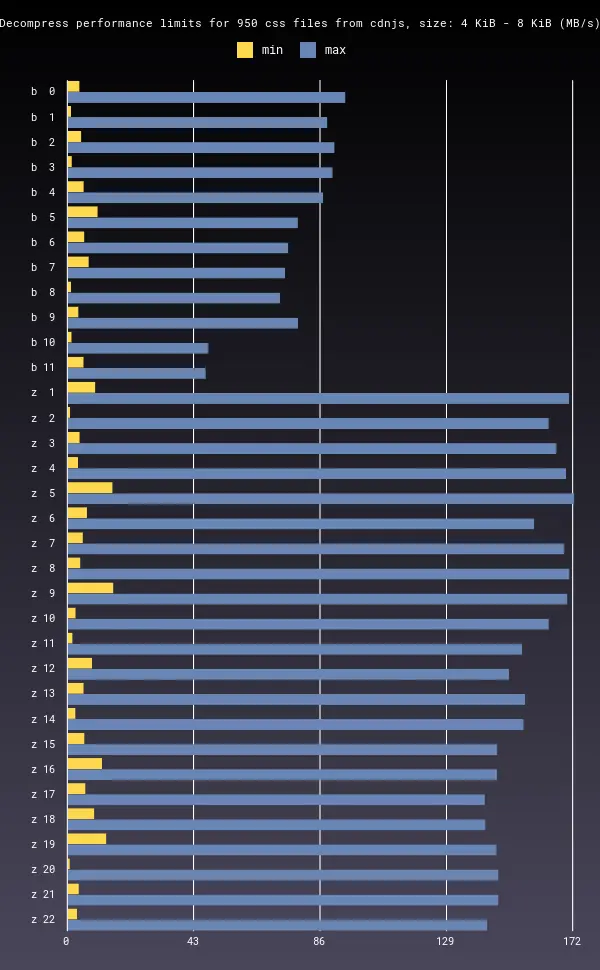 Decompress performance limits for 950 css files from cdnjs, size: 4 KiB - 8 KiB (MB/s)
min max
b 0
b 1
b 2
b 3
b 4
b 5
b 6
b 7
b 8
b 9
b 10
b 11
z 1
z 2
z 3
z 4
z 5
z 6
z 7
z 8
z 9
z 10
z 11
z 12
z 13
z 14
z 15
z 16
z 17
z 18
z 19
z 20
z 21
z 22
0 43 86 129 172